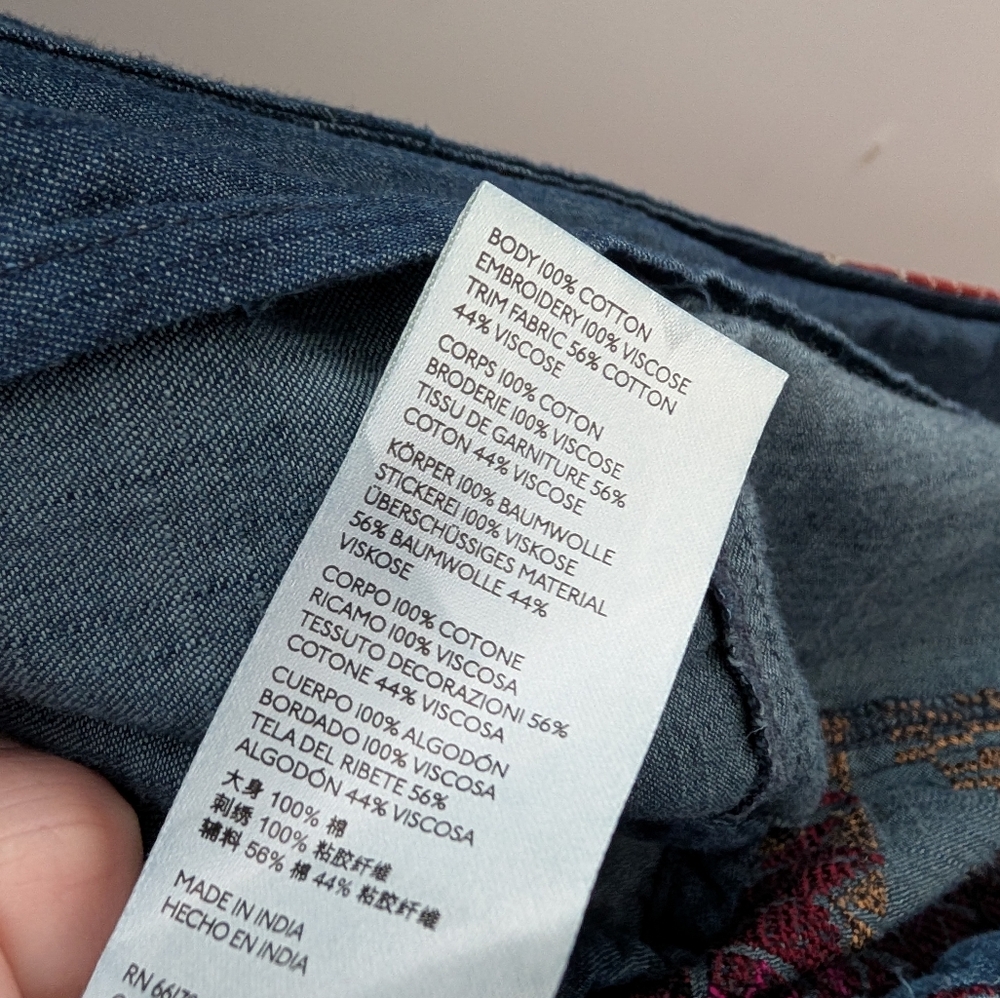 BODY 100% COTTON
EMBROIDERY 100% VISCOSE
TRIM FABRIC 56% COTTON
44% VISCOSE
CORPS 100% COTON
BRODERIE 100% VISCOSE
TISSU DE GARNITURE 56%
COTON 44% VISCOSE
KÖRPER 100% BAUMWOLLE
STICKEREI 100% VISKOSE
ÜBERSCHÜSSIGES MATERIAL
56% BAUMWOLLE 44%
VISKOSE
CORPO 100% COTONE
RICAMO 100% VISCOSA
TESSUTO DECORAZIONI 56%
COTONE 44% VISCOSA
CUERPO 100% ALGODÓN
BORDADO 100% VISCOSA
TELA DEL RIBETE 56%
ALGODÓN 44% VISCOSA
大身 100% 棉
刺绣 100% 粘胶纤维
辅料 56% 棉 44% 粘胶纤维
MADE IN INDIA
HECHO EN INDIA
RN